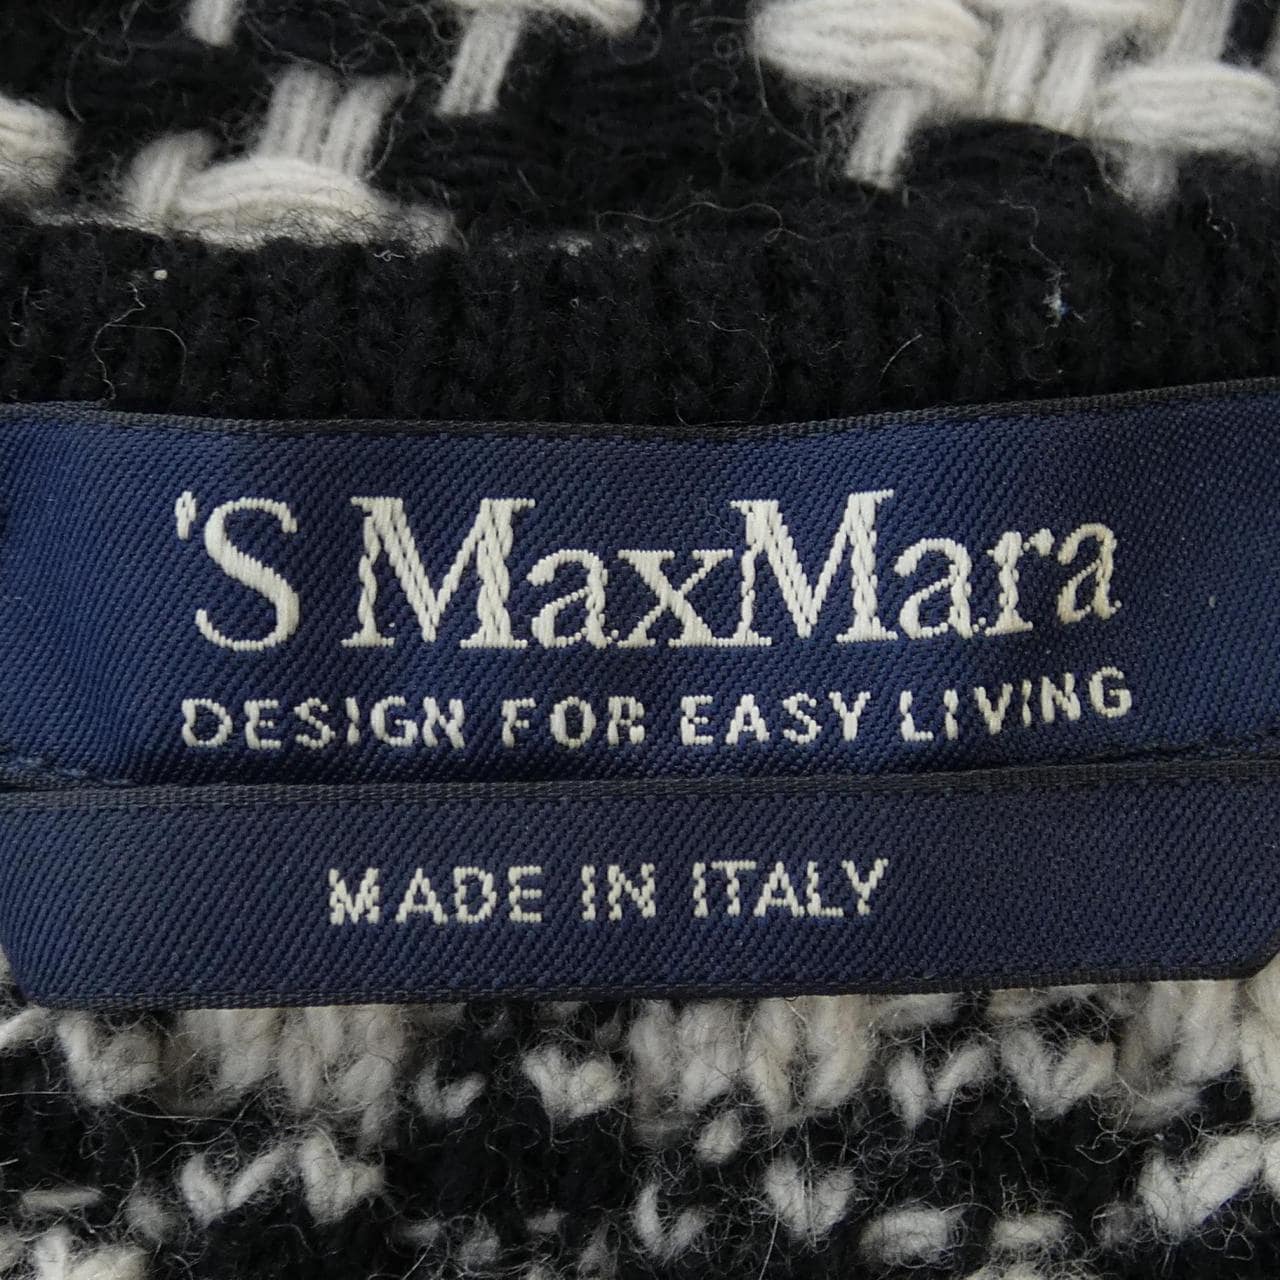 'S MaxMara
DESIGN FOR EASY LIVING
MADE IN ITALY